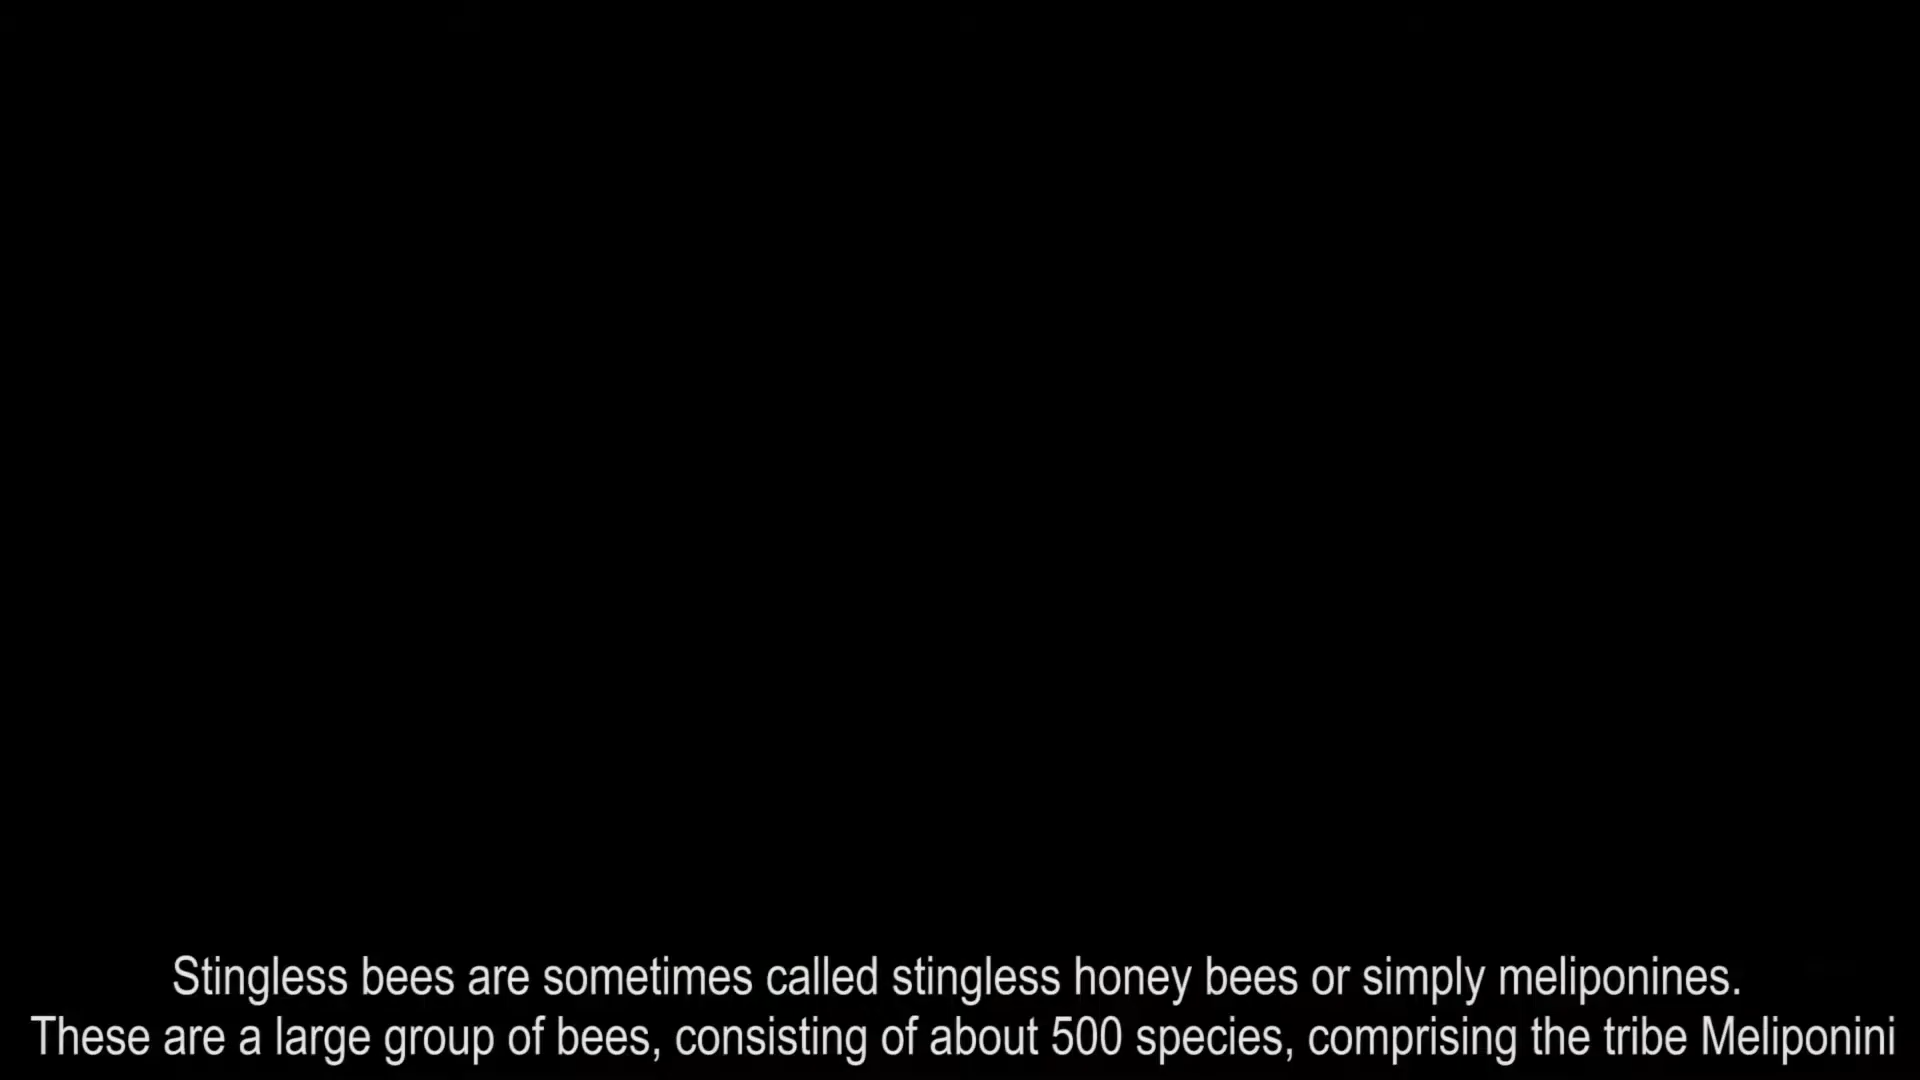 Stingless bees are sometimes called stingless honey bees or simply meliponines.
These are a large group of bees, consisting of about 500 species, comprising the tribe Meliponini